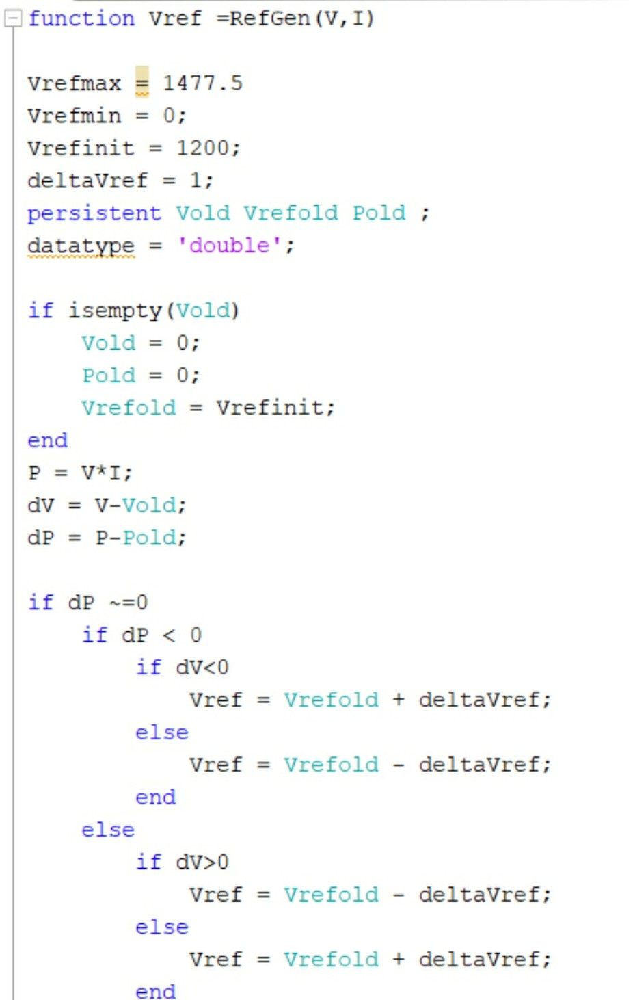 function Vref =RefGen(V,I)
Vrefmax = 1477.5
Vrefmin = 0;
Vrefinit = 1200;
deltaVref = 1;
persistent Vold Vrefold Pold ;
datatype = 'double';
if isempty(Vold)
Vold = 0;
Pold = 0;
Vrefold = Vrefinit;
end
P = V*I;
dV = V-Vold;
dP = P-Pold;
if dP ~=0
if dP < 0
if dV<0
Vref = Vrefold + deltaVref;
else
Vref = Vrefold - deltaVref;
end
else
if dV>0
Vref = Vrefold - deltaVref;
else
Vref = Vrefold + deltaVref;
end